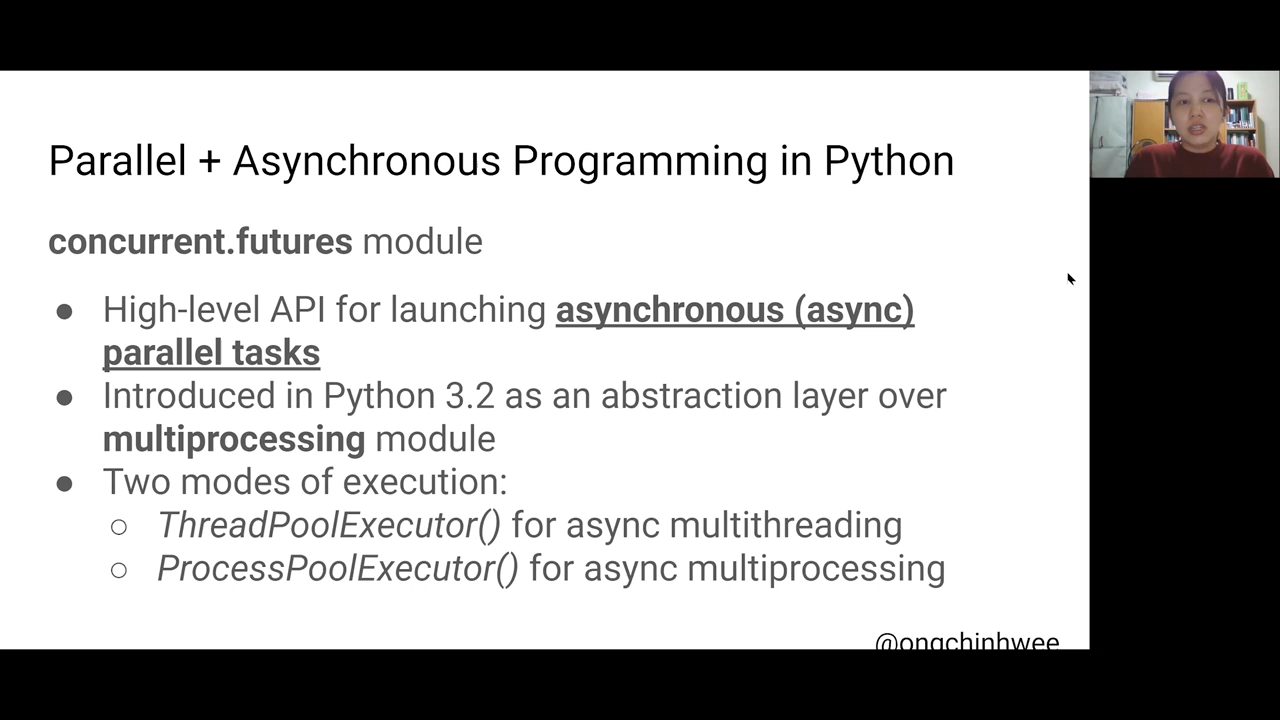 Parallel + Asynchronous Programming in Python
concurrent.futures module
● High-level API for launching asynchronous (async)
parallel tasks
● Introduced in Python 3.2 as an abstraction layer over
multiprocessing module
● Two modes of execution:
○ ThreadPoolExecutor() for async multithreading
○ ProcessPoolExecutor() for async multiprocessing
@ongchinhwee